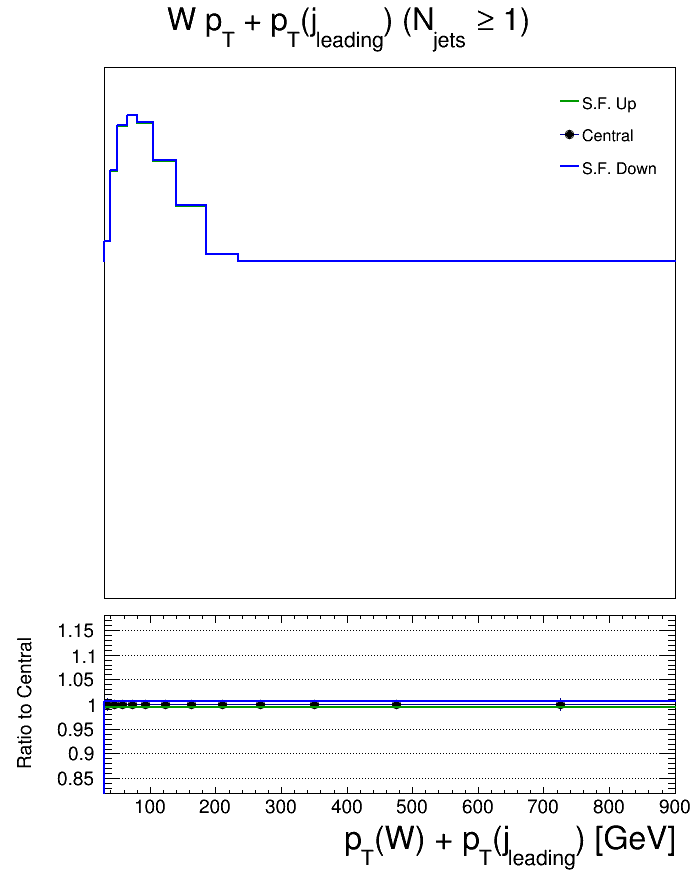 W p_T + p_T(j_leading) (N_jets ≥ 1)
S.F. Up
Central
S.F. Down
Ratio to Central
1.15
1.1
1.05
1
0.95
0.9
0.85
100 200 300 400 500 600 700 800 900
p_T(W) + p_T(j_leading) [GeV]